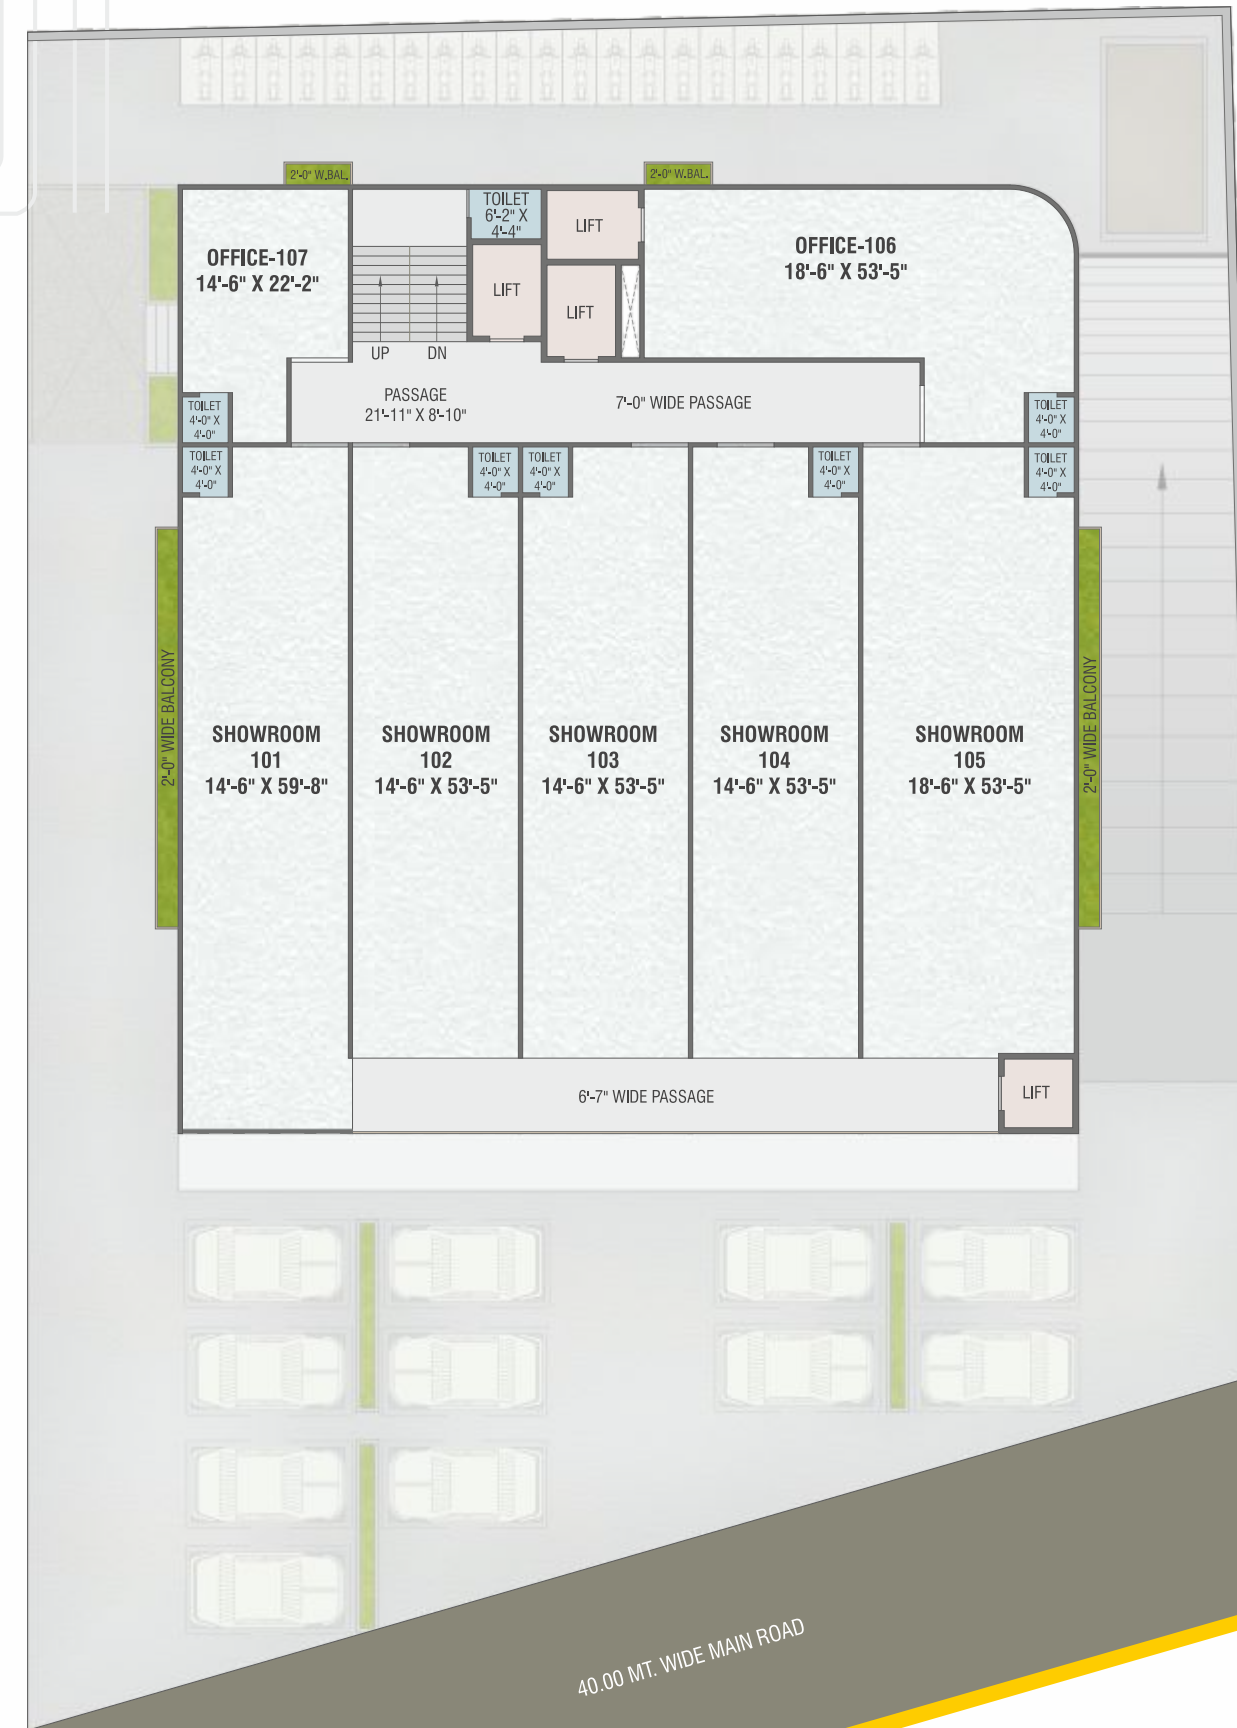 2'-0" W.BAL.
2'-0" W.BAL.
TOILET
6'-2" X
4'-4"
LIFT
OFFICE-107
14'-6" X 22'-2"
OFFICE-106
18'-6" X 53'-5"
LIFT
LIFT
UP
DN
PASSAGE
21'-11" X 8'-10"
7'-0" WIDE PASSAGE
TOILET
4'-0" X
4'-0"
TOILET
4'-0" X
4'-0"
TOILET
4'-0" X
4'-0"
TOILET
4'-0" X
4'-0"
TOILET
4'-0" X
4'-0"
TOILET
4'-0" X
4'-0"
TOILET
4'-0" X
4'-0"
2'-0" WIDE BALCONY
SHOWROOM
101
14'-6" X 59'-8"
SHOWROOM
102
14'-6" X 53'-5"
SHOWROOM
103
14'-6" X 53'-5"
SHOWROOM
104
14'-6" X 53'-5"
SHOWROOM
105
18'-6" X 53'-5"
2'-0" WIDE BALCONY
6'-7" WIDE PASSAGE
LIFT
40.00 MT. WIDE MAIN ROAD